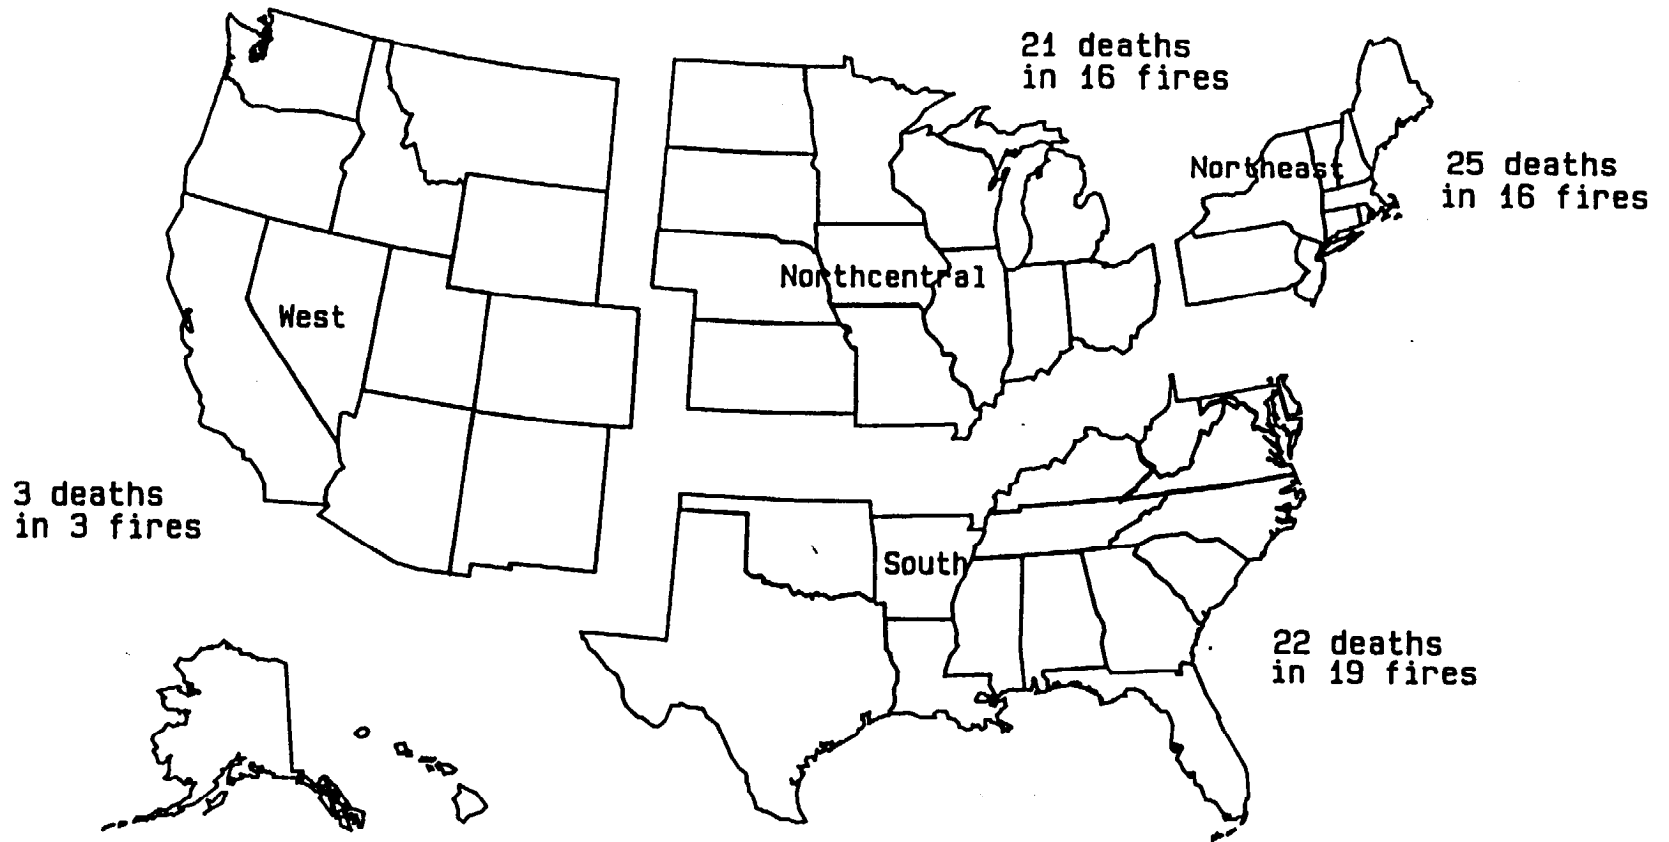 21 deaths
in 16 fires
Northeast
25 deaths
in 16 fires
Northcentral
West
3 deaths
in 3 fires
South
22 deaths
in 19 fires